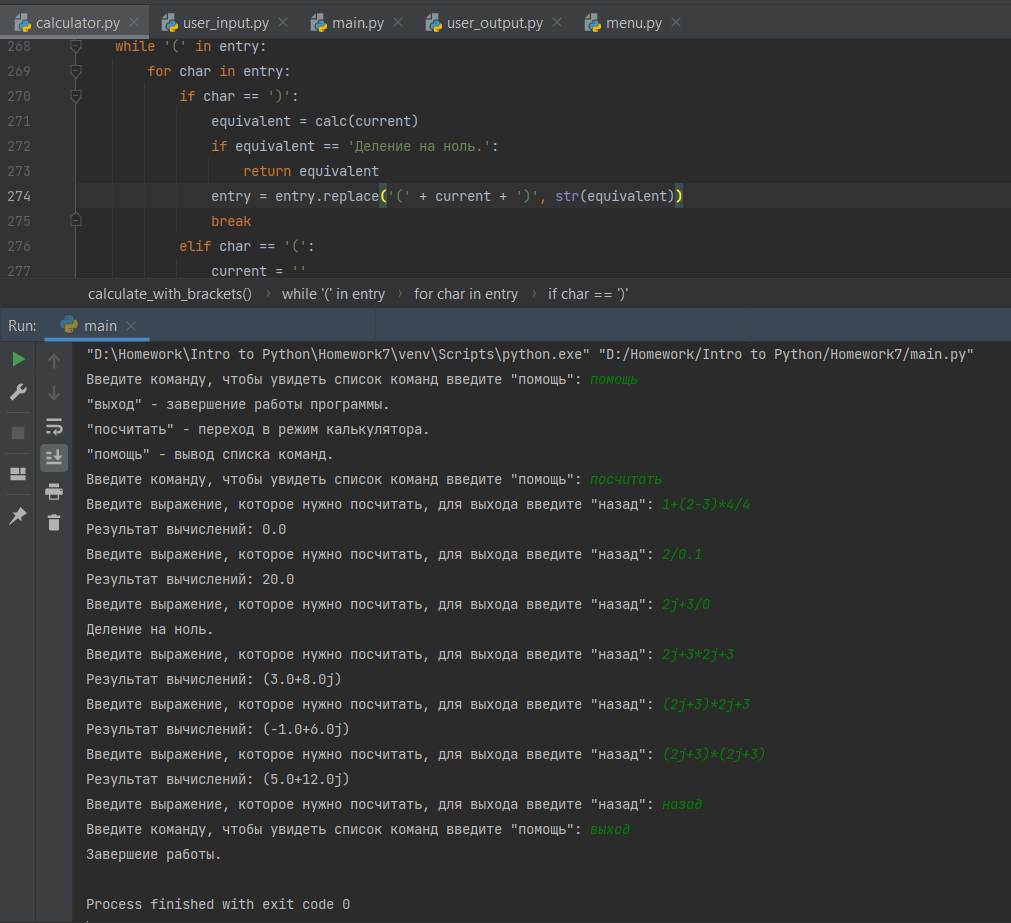 calculator.py user_input.py main.py user_output.py menu.py
268 while '(' in entry:
269 for char in entry:
270 if char == ')':
271 equivalent = calc(current)
272 if equivalent == 'Деление на ноль.':
273 return equivalent
274 entry = entry.replace('(' + current + ')', str(equivalent))
275 break
276 elif char == '(':
277 current = ''
calculate_with_brackets() › while '(' in entry › for char in entry › if char == ')'
Run: main
"D:\Homework\Intro to Python\Homework7\venv\Scripts\python.exe" "D:/Homework/Intro to Python/Homework7/main.py"
Введите команду, чтобы увидеть список команд введите "помощь": помощь
"выход" - завершение работы программы.
"посчитать" - переход в режим калькулятора.
"помощь" - вывод списка команд.
Введите команду, чтобы увидеть список команд введите "помощь": посчитать
Введите выражение, которое нужно посчитать, для выхода введите "назад": 1+(2-3)*4/4
Результат вычислений: 0.0
Введите выражение, которое нужно посчитать, для выхода введите "назад": 2/0.1
Результат вычислений: 20.0
Введите выражение, которое нужно посчитать, для выхода введите "назад": 2j+3/0
Деление на ноль.
Введите выражение, которое нужно посчитать, для выхода введите "назад": 2j+3*2j+3
Результат вычислений: (3.0+8.0j)
Введите выражение, которое нужно посчитать, для выхода введите "назад": (2j+3)*2j+3
Результат вычислений: (-1.0+6.0j)
Введите выражение, которое нужно посчитать, для выхода введите "назад": (2j+3)*(2j+3)
Результат вычислений: (5.0+12.0j)
Введите выражение, которое нужно посчитать, для выхода введите "назад": назад
Введите команду, чтобы увидеть список команд введите "помощь": выход
Завершеие работы.
Process finished with exit code 0